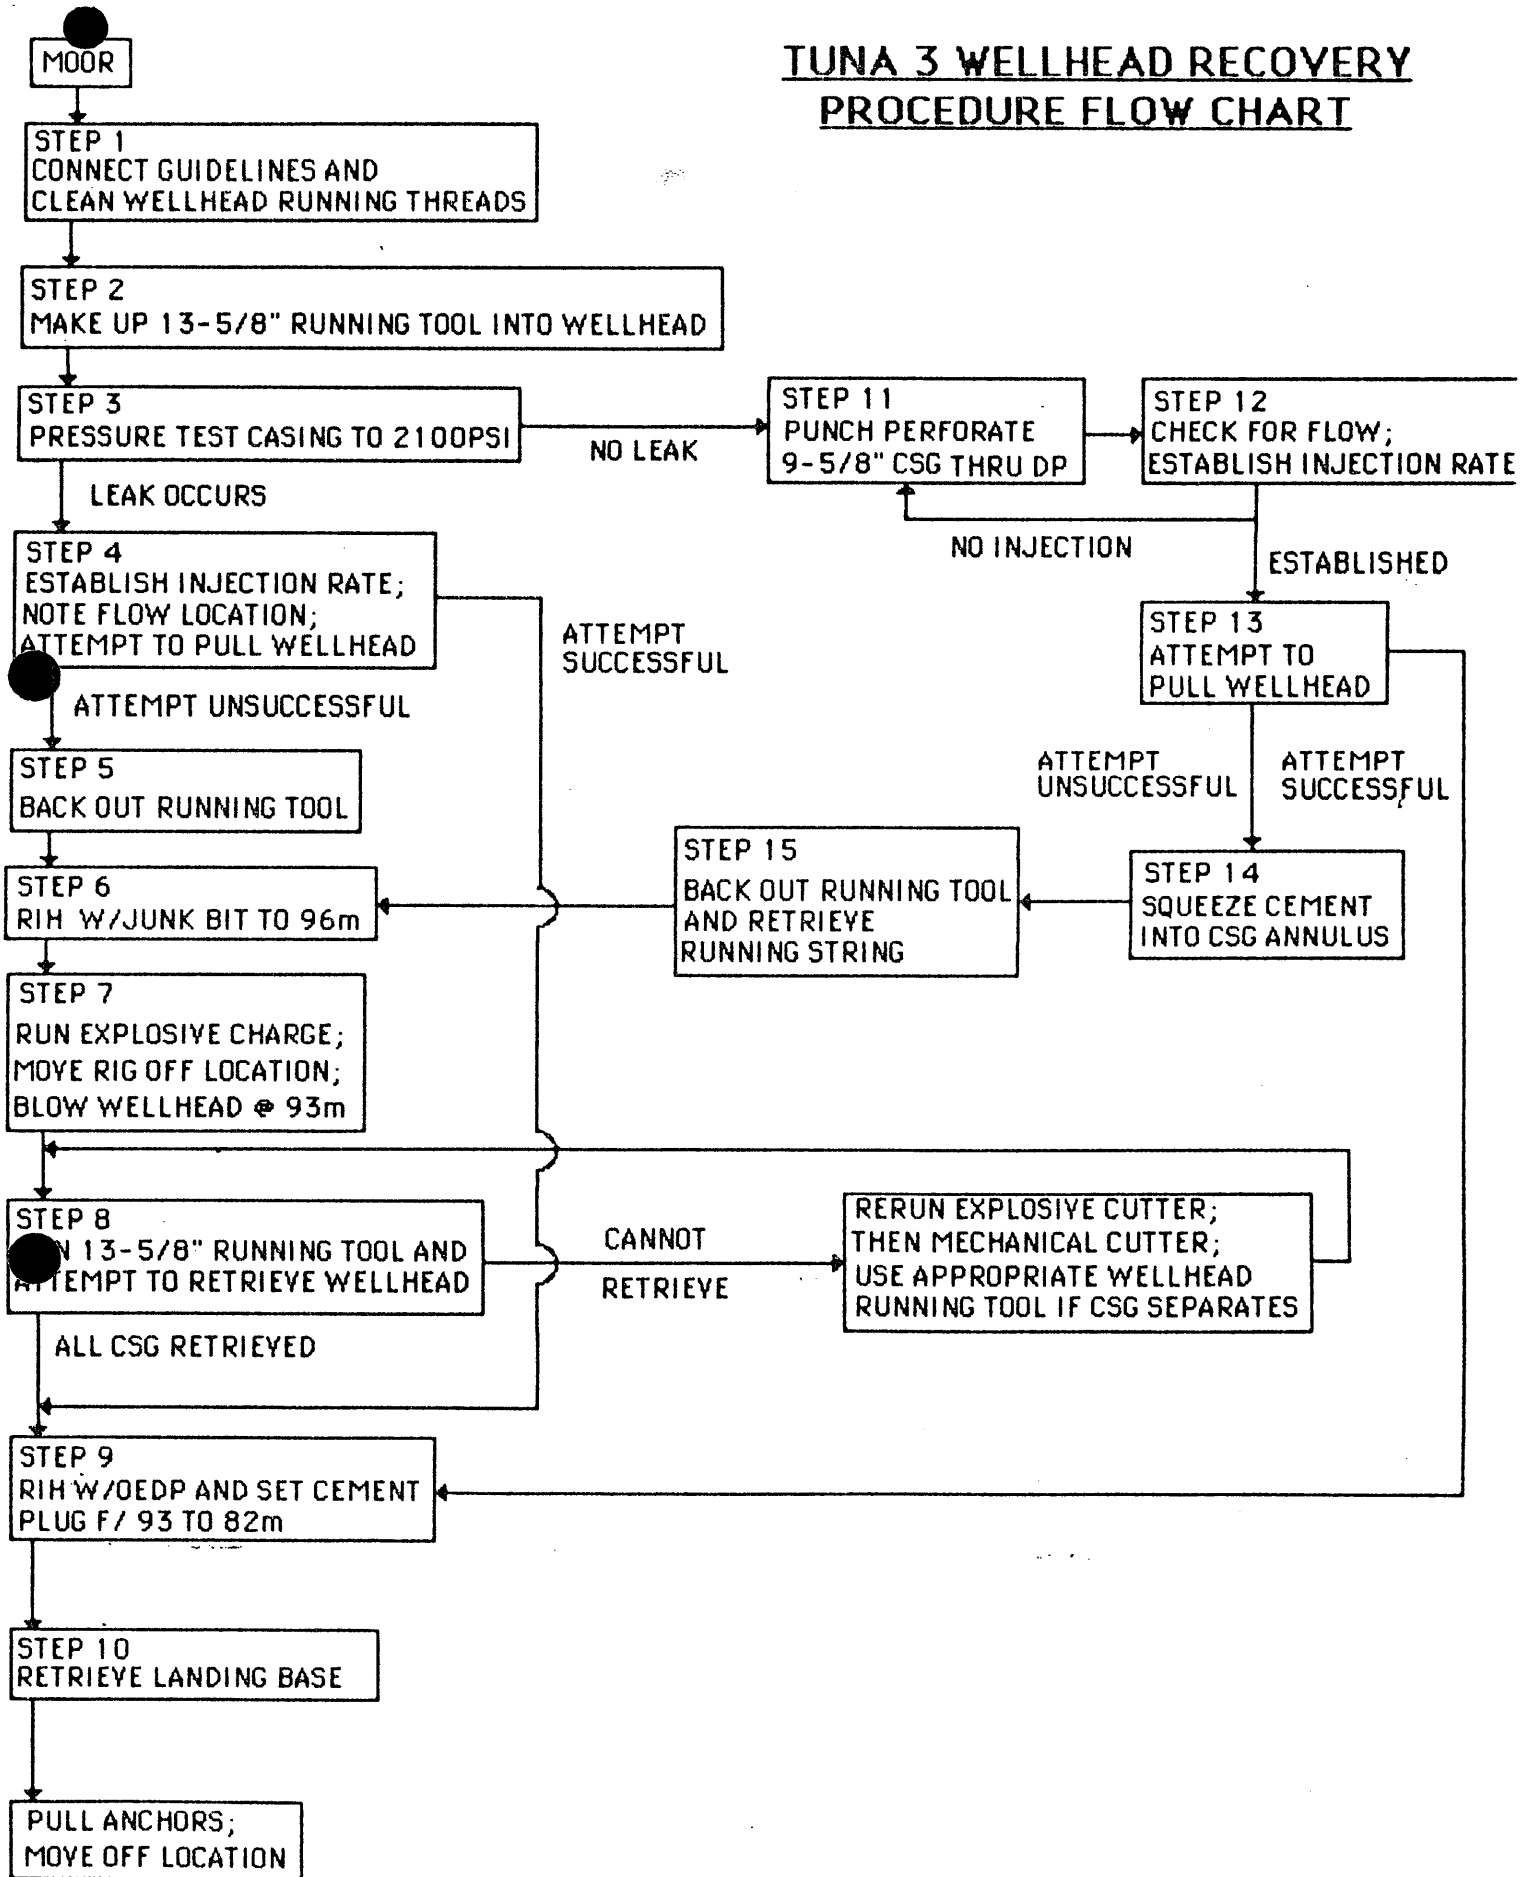 TUNA 3 WELLHEAD RECOVERY
PROCEDURE FLOW CHART
MOOR
STEP 1
CONNECT GUIDELINES AND
CLEAN WELLHEAD RUNNING THREADS
STEP 2
MAKE UP 13-5/8" RUNNING TOOL INTO WELLHEAD
STEP 3
PRESSURE TEST CASING TO 2100PSI
NO LEAK
STEP 11
PUNCH PERFORATE
9-5/8" CSG THRU DP
STEP 12
CHECK FOR FLOW;
ESTABLISH INJECTION RATE
LEAK OCCURS
NO INJECTION
ESTABLISHED
STEP 4
ESTABLISH INJECTION RATE;
NOTE FLOW LOCATION;
ATTEMPT TO PULL WELLHEAD
ATTEMPT
SUCCESSFUL
STEP 13
ATTEMPT TO
PULL WELLHEAD
ATTEMPT UNSUCCESSFUL
ATTEMPT
UNSUCCESSFUL
ATTEMPT
SUCCESSFUL
STEP 5
BACK OUT RUNNING TOOL
STEP 15
BACK OUT RUNNING TOOL
AND RETRIEVE
RUNNING STRING
STEP 14
SQUEEZE CEMENT
INTO CSG ANNULUS
STEP 6
RIH W/JUNK BIT TO 96m
STEP 7
RUN EXPLOSIVE CHARGE;
MOVE RIG OFF LOCATION;
BLOW WELLHEAD @ 93m
STEP 8
13-5/8" RUNNING TOOL AND
ATTEMPT TO RETRIEVE WELLHEAD
CANNOT
RETRIEVE
RERUN EXPLOSIVE CUTTER;
THEN MECHANICAL CUTTER;
USE APPROPRIATE WELLHEAD
RUNNING TOOL IF CSG SEPARATES
ALL CSG RETRIEVED
STEP 9
RIH W/OEDP AND SET CEMENT
PLUG F/ 93 TO 82m
STEP 10
RETRIEVE LANDING BASE
PULL ANCHORS;
MOVE OFF LOCATION